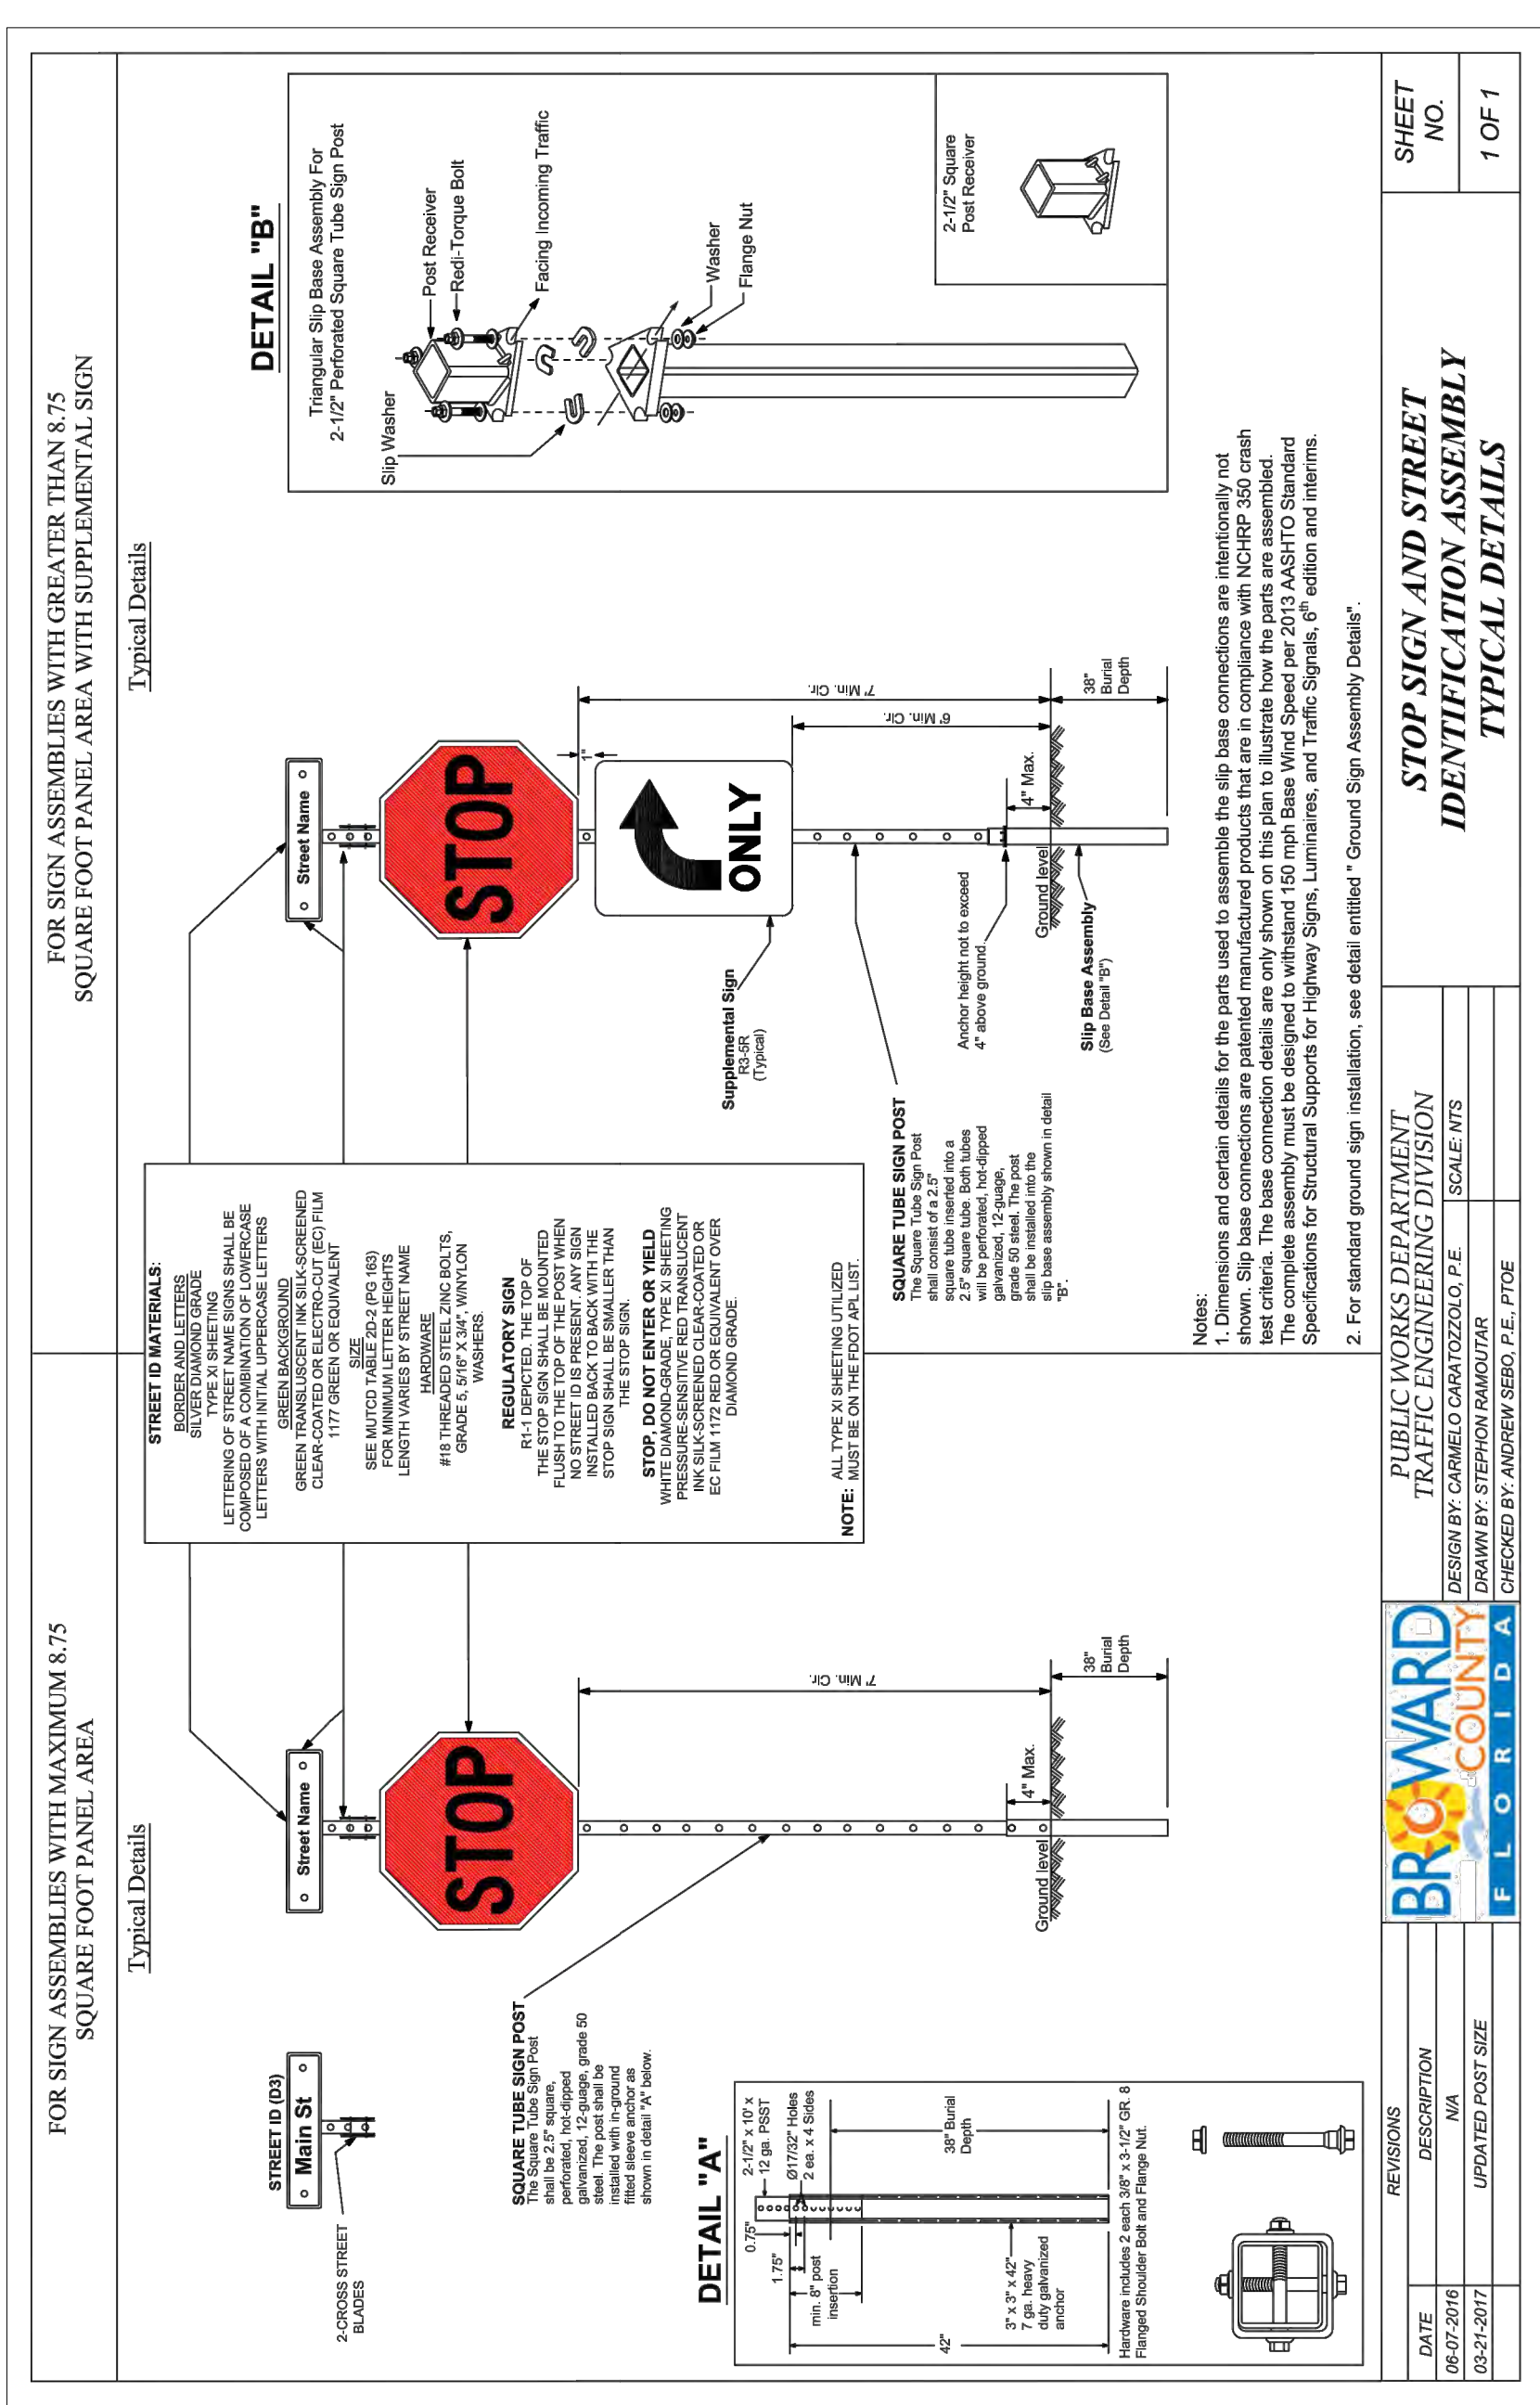 FOR SIGN ASSEMBLIES WITH MAXIMUM 8.75
SQUARE FOOT PANEL AREA
FOR SIGN ASSEMBLIES WITH GREATER THAN 8.75
SQUARE FOOT PANEL AREA WITH SUPPLEMENTAL SIGN
Typical Details
STREET ID (D3)
Main St
2-CROSS STREET
BLADES
Street Name
STOP
7' Min. Clr.
4" Max.
Ground level
38"
Burial
Depth
SQUARE TUBE SIGN POST
The Square Tube Sign Post
shall be 2.5" square,
perforated, hot-dipped
galvanized, 12-guage, grade 50
steel. The post shall be
installed with in-ground
fitted sleeve anchor as
shown in detail "A" below.
DETAIL "A"
0.75"
1.75"
min. 8" post
insertion
42"
2-1/2" x 10' x
12 ga. PSST
Ø17/32" Holes
2 ea. x 4 Sides
38" Burial
Depth
3" x 3" x 42"
7 ga. heavy
duty galvanized
anchor
Hardware includes 2 each 3/8" x 3-1/2" GR. 8
Flanged Shoulder Bolt and Flange Nut.
STREET ID MATERIALS:
BORDER AND LETTERS
SILVER DIAMOND GRADE
TYPE XI SHEETING
LETTERING OF STREET NAME SIGNS SHALL BE
COMPOSED OF A COMBINATION OF LOWERCASE
LETTERS WITH INITIAL UPPERCASE LETTERS
GREEN BACKGROUND
GREEN TRANSLUSCENT INK SILK-SCREENED
CLEAR-COATED OR ELECTRO-CUT (EC) FILM
1177 GREEN OR EQUIVALENT
SIZE
SEE MUTCD TABLE 2D-2 (PG 163)
FOR MINIMUM LETTER HEIGHTS
LENGTH VARIES BY STREET NAME
HARDWARE
#18 THREADED STEEL ZINC BOLTS,
GRADE 5, 5/16" X 3/4", W/NYLON
WASHERS.
REGULATORY SIGN
R1-1 DEPICTED. THE TOP OF
THE STOP SIGN SHALL BE MOUNTED
FLUSH TO THE TOP OF THE POST WHEN
NO STREET ID IS PRESENT. ANY SIGN
INSTALLED BACK TO BACK WITH THE
STOP SIGN SHALL BE SMALLER THAN
THE STOP SIGN.
STOP, DO NOT ENTER OR YIELD
WHITE DIAMOND-GRADE, TYPE XI SHEETING
PRESSURE-SENSITIVE RED TRANSLUCENT
INK SILK-SCREENED CLEAR-COATED OR
EC FILM 1172 RED OR EQUIVALENT OVER
DIAMOND GRADE.
NOTE: ALL TYPE XI SHEETING UTILIZED
MUST BE ON THE FDOT APL LIST.
Typical Details
Street Name
STOP
ONLY
1"
7' Min. Clr.
6' Min. Clr.
4" Max.
Ground level
38"
Burial
Depth
Supplemental Sign
R3-5R
(Typical)
SQUARE TUBE SIGN POST
The Square Tube Sign Post
shall consist of a 2.5"
square tube inserted into a
2.5" square tube. Both tubes
will be perforated, hot-dipped
galvanized, 12-guage,
grade 50 steel. The post
shall be installed into the
slip base assembly shown in detail
"B".
Anchor height not to exceed
4" above ground.
Slip Base Assembly
(See Detail "B")
DETAIL "B"
Triangular Slip Base Assembly For
2-1/2" Perforated Square Tube Sign Post
Slip Washer
Post Receiver
Redi-Torque Bolt
Facing Incoming Traffic
Washer
Flange Nut
2-1/2" Square
Post Receiver
Notes:
1. Dimensions and certain details for the parts used to assemble the slip base connections are intentionally not
shown. Slip base connections are patented manufactured products that are in compliance with NCHRP 350 crash
test criteria. The base connection details are only shown on this plan to illustrate how the parts are assembled.
The complete assembly must be designed to withstand 150 mph Base Wind Speed per 2013 AASHTO Standard
Specifications for Structural Supports for Highway Signs, Luminaires, and Traffic Signals, 6th edition and interims.
2. For standard ground sign installation, see detail entitled " Ground Sign Assembly Details".
REVISIONS
DATE DESCRIPTION
06-07-2016 N/A
03-21-2017 UPDATED POST SIZE
BROWARD
COUNTY
FLORIDA
PUBLIC WORKS DEPARTMENT
TRAFFIC ENGINEERING DIVISION
DESIGN BY: CARMELO CARATOZZOLO, P.E. SCALE: NTS
DRAWN BY: STEPHON RAMOUTAR
CHECKED BY: ANDREW SEBO, P.E., PTOE
STOP SIGN AND STREET
IDENTIFICATION ASSEMBLY
TYPICAL DETAILS
SHEET
NO.
1 OF 1